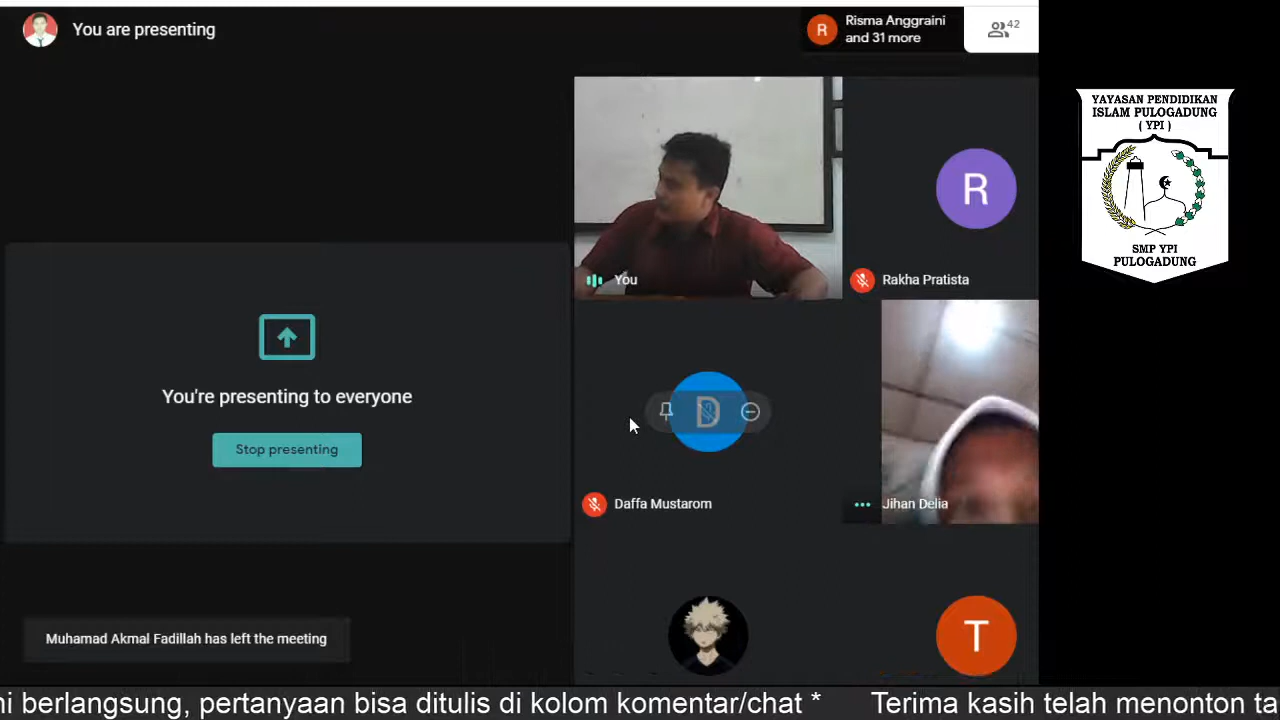 You are presenting
Risma Anggraini
and 31 more
42
YAYASAN PENDIDIKAN
ISLAM PULOGADUNG
( YPI )
SMP YPI
PULOGADUNG
R
R
You
Rakha Pratista
You're presenting to everyone
Stop presenting
D
Daffa Mustarom
Jihan Delia
T
Muhamad Akmal Fadillah has left the meeting
berlangsung, pertanyaan bisa ditulis di kolom komentar/chat * Terima kasih telah menonton